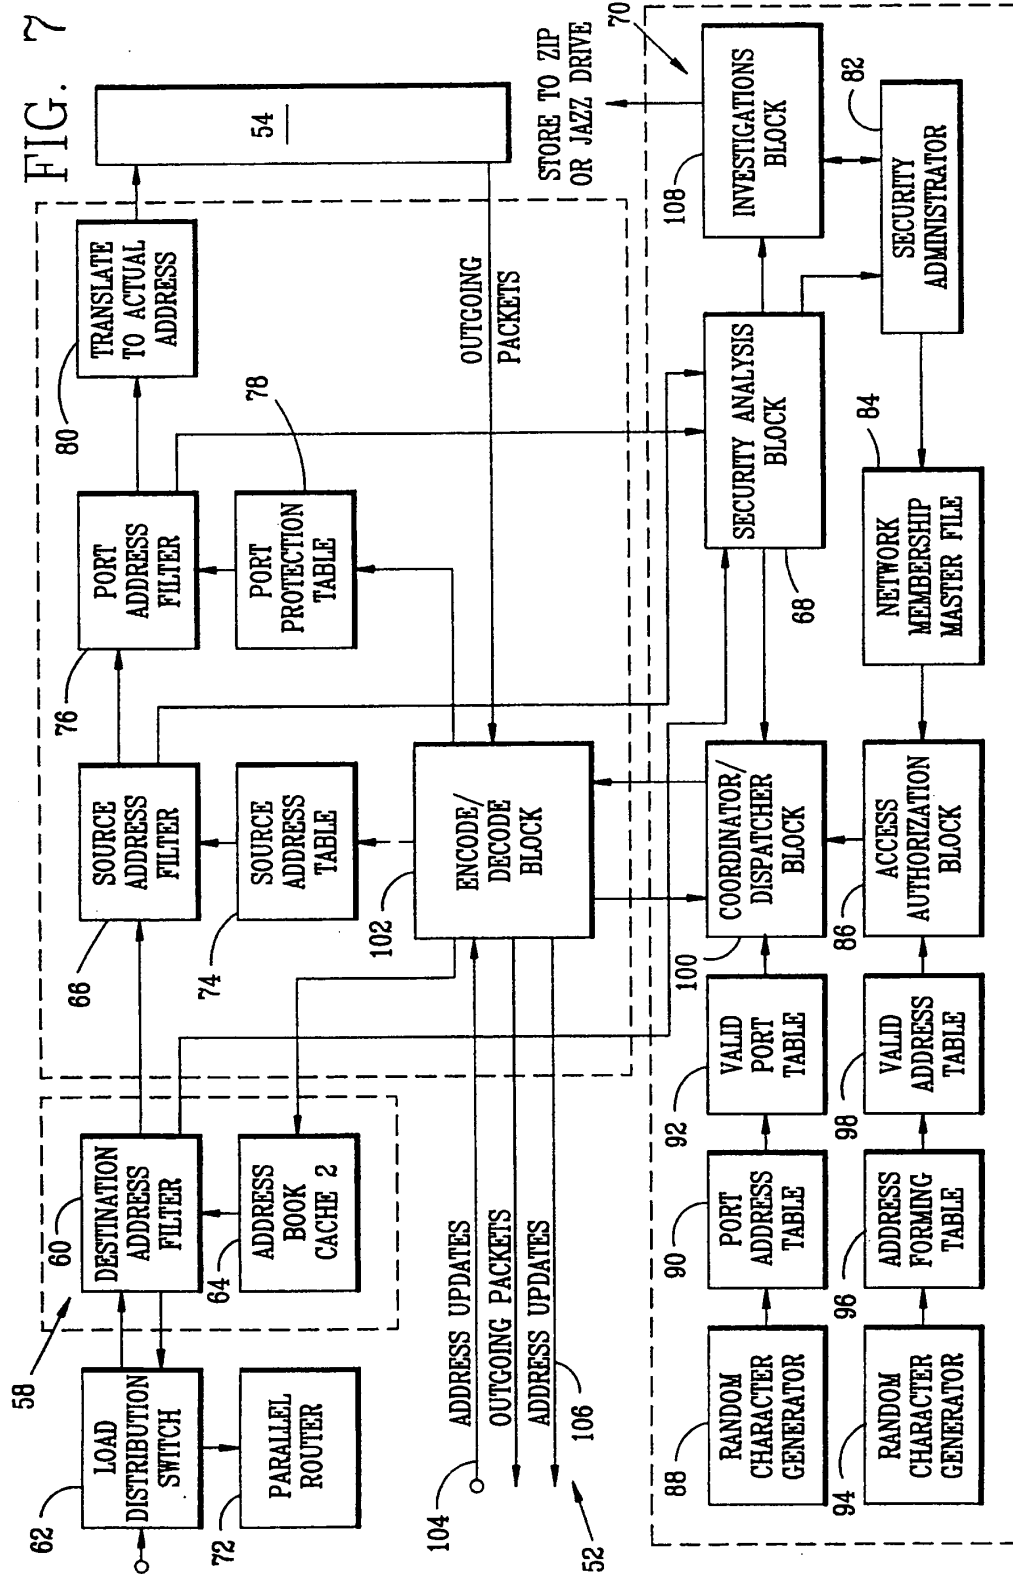 FIG. 7
58
62
LOAD
DISTRIBUTION
SWITCH
72
PARALLEL
ROUTER
60
DESTINATION
ADDRESS
FILTER
64
ADDRESS
BOOK
CACHE 2
66
SOURCE
ADDRESS
FILTER
74
SOURCE
ADDRESS
TABLE
76
PORT
ADDRESS
FILTER
78
PORT
PROTECTION
TABLE
80
TRANSLATE
TO ACTUAL
ADDRESS
54
102
ENCODE/
DECODE
BLOCK
OUTGOING
PACKETS
104
ADDRESS UPDATES
OUTGOING PACKETS
ADDRESS UPDATES
106
52
STORE TO ZIP
OR JAZZ DRIVE
70
88
RANDOM
CHARACTER
GENERATOR
90
PORT
ADDRESS
TABLE
92
VALID
PORT
TABLE
100
COORDINATOR/
DISPATCHER
BLOCK
68
SECURITY ANALYSIS
BLOCK
108
INVESTIGATIONS
BLOCK
94
RANDOM
CHARACTER
GENERATOR
96
ADDRESS
FORMING
TABLE
98
VALID
ADDRESS
TABLE
86
ACCESS
AUTHORIZATION
BLOCK
84
NETWORK
MEMBERSHIP
MASTER FILE
82
SECURITY
ADMINISTRATOR